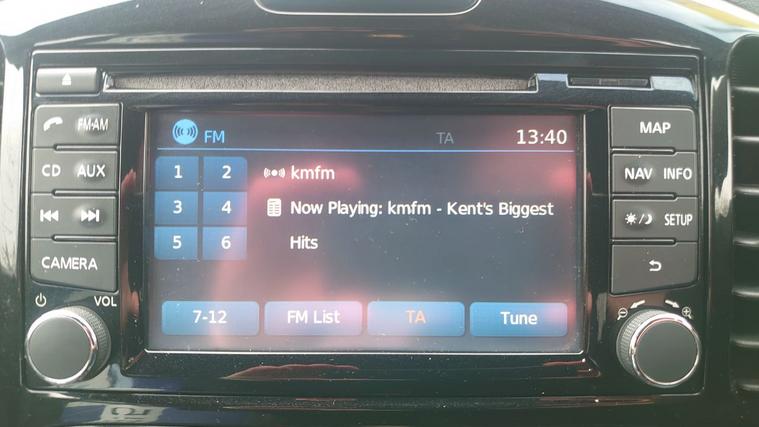 FM
TA
13:40
FM·AM
MAP
CD
AUX
NAV
INFO
SETUP
CAMERA
VOL
1 2
kmfm
3 4
Now Playing: kmfm - Kent's Biggest
5 6
Hits
7-12
FM List
TA
Tune